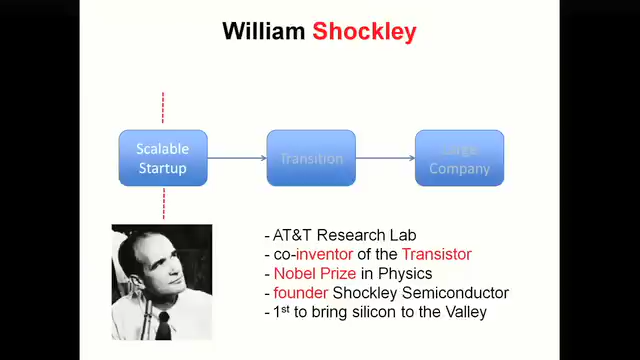 William Shockley
Scalable
Startup
Transition
Large
Company
- AT&T Research Lab
- co-inventor of the Transistor
- Nobel Prize in Physics
- founder Shockley Semiconductor
- 1st to bring silicon to the Valley